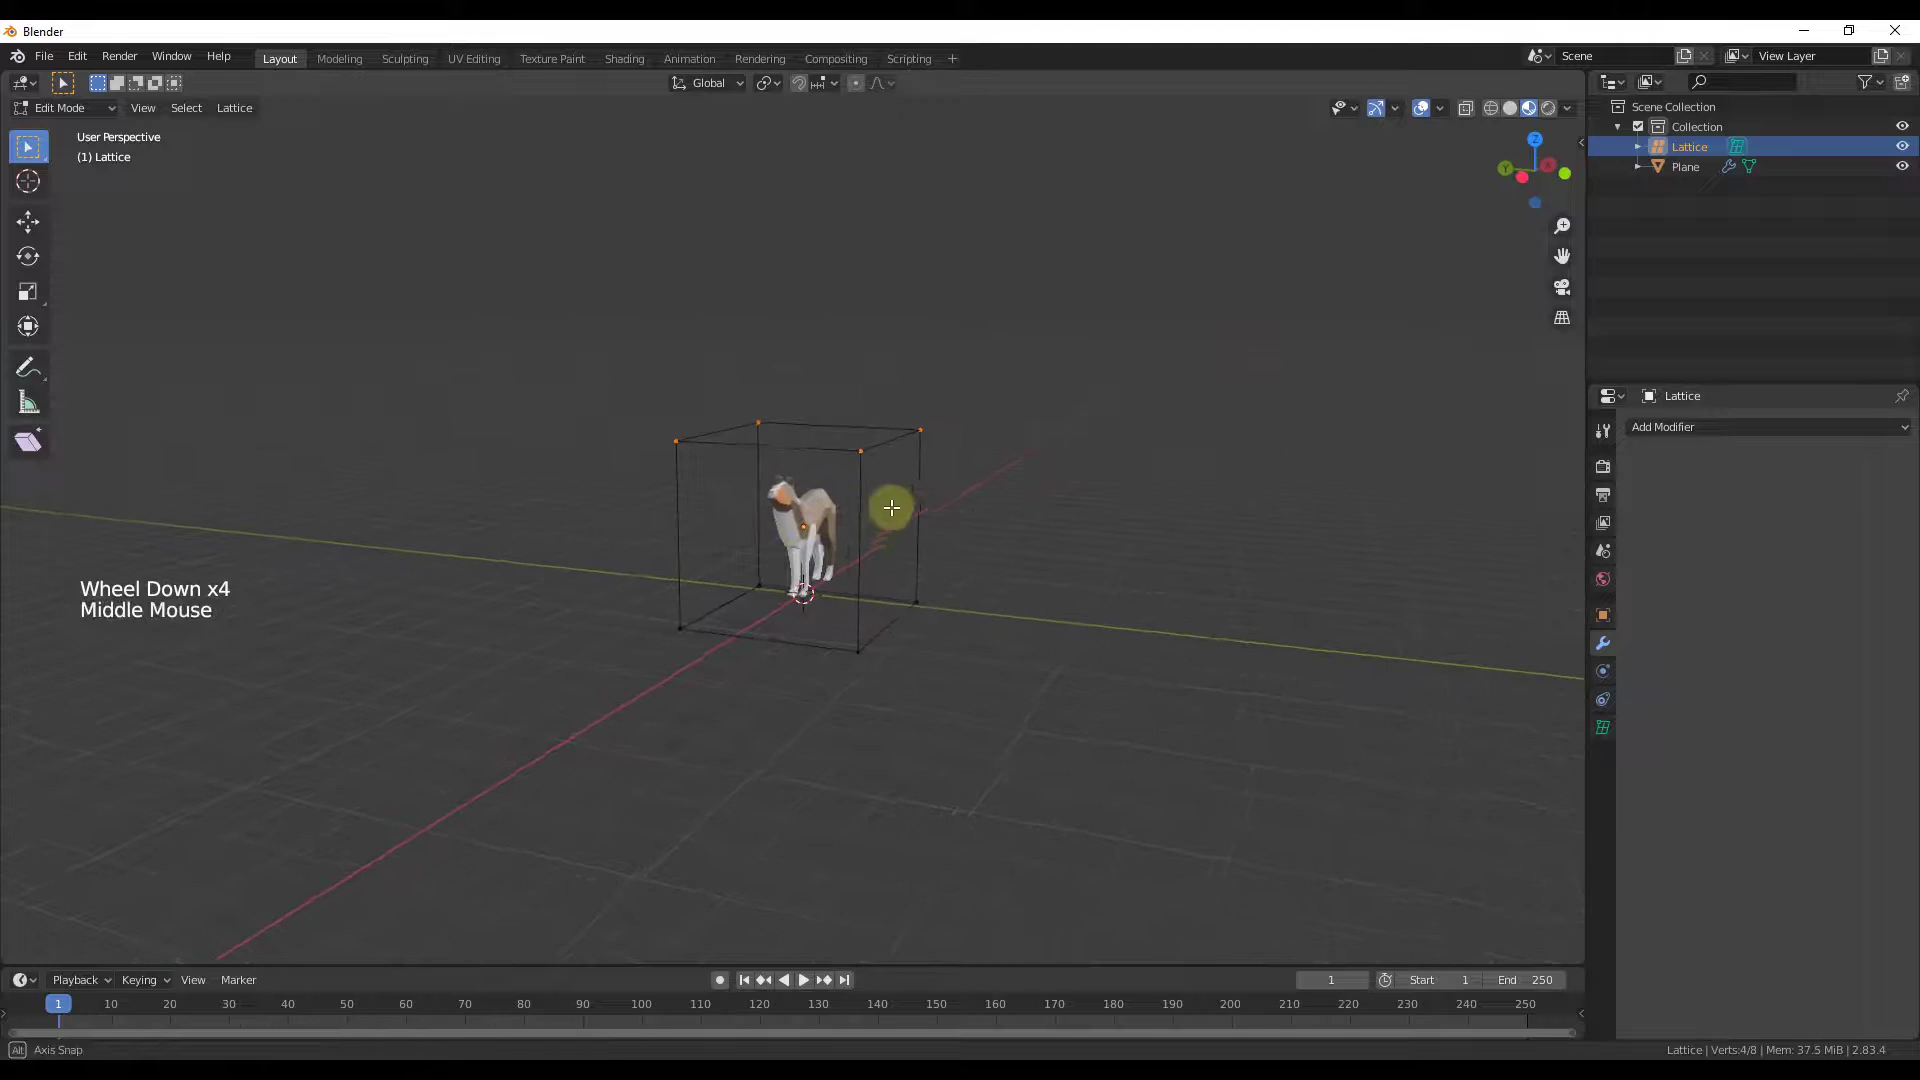 Blender
File Edit Render Window Help
Layout Modeling Sculpting UV Editing Texture Paint Shading Animation Rendering Compositing Scripting +
Scene
View Layer
Global
Edit Mode View Select Lattice
User Perspective
(1) Lattice
Z
Y
X
Scene Collection
Collection
Lattice
Plane
Lattice
Add Modifier
Wheel Down x4
Middle Mouse
Playback Keying View Marker
1 Start 1 End 250
1 10 20 30 40 50 60 70 80 90 100 110 120 130 140 150 160 170 180 190 200 210 220 230 240 250
Alt Axis Snap
Lattice | Verts:4/8 | Mem: 37.5 MiB | 2.83.4